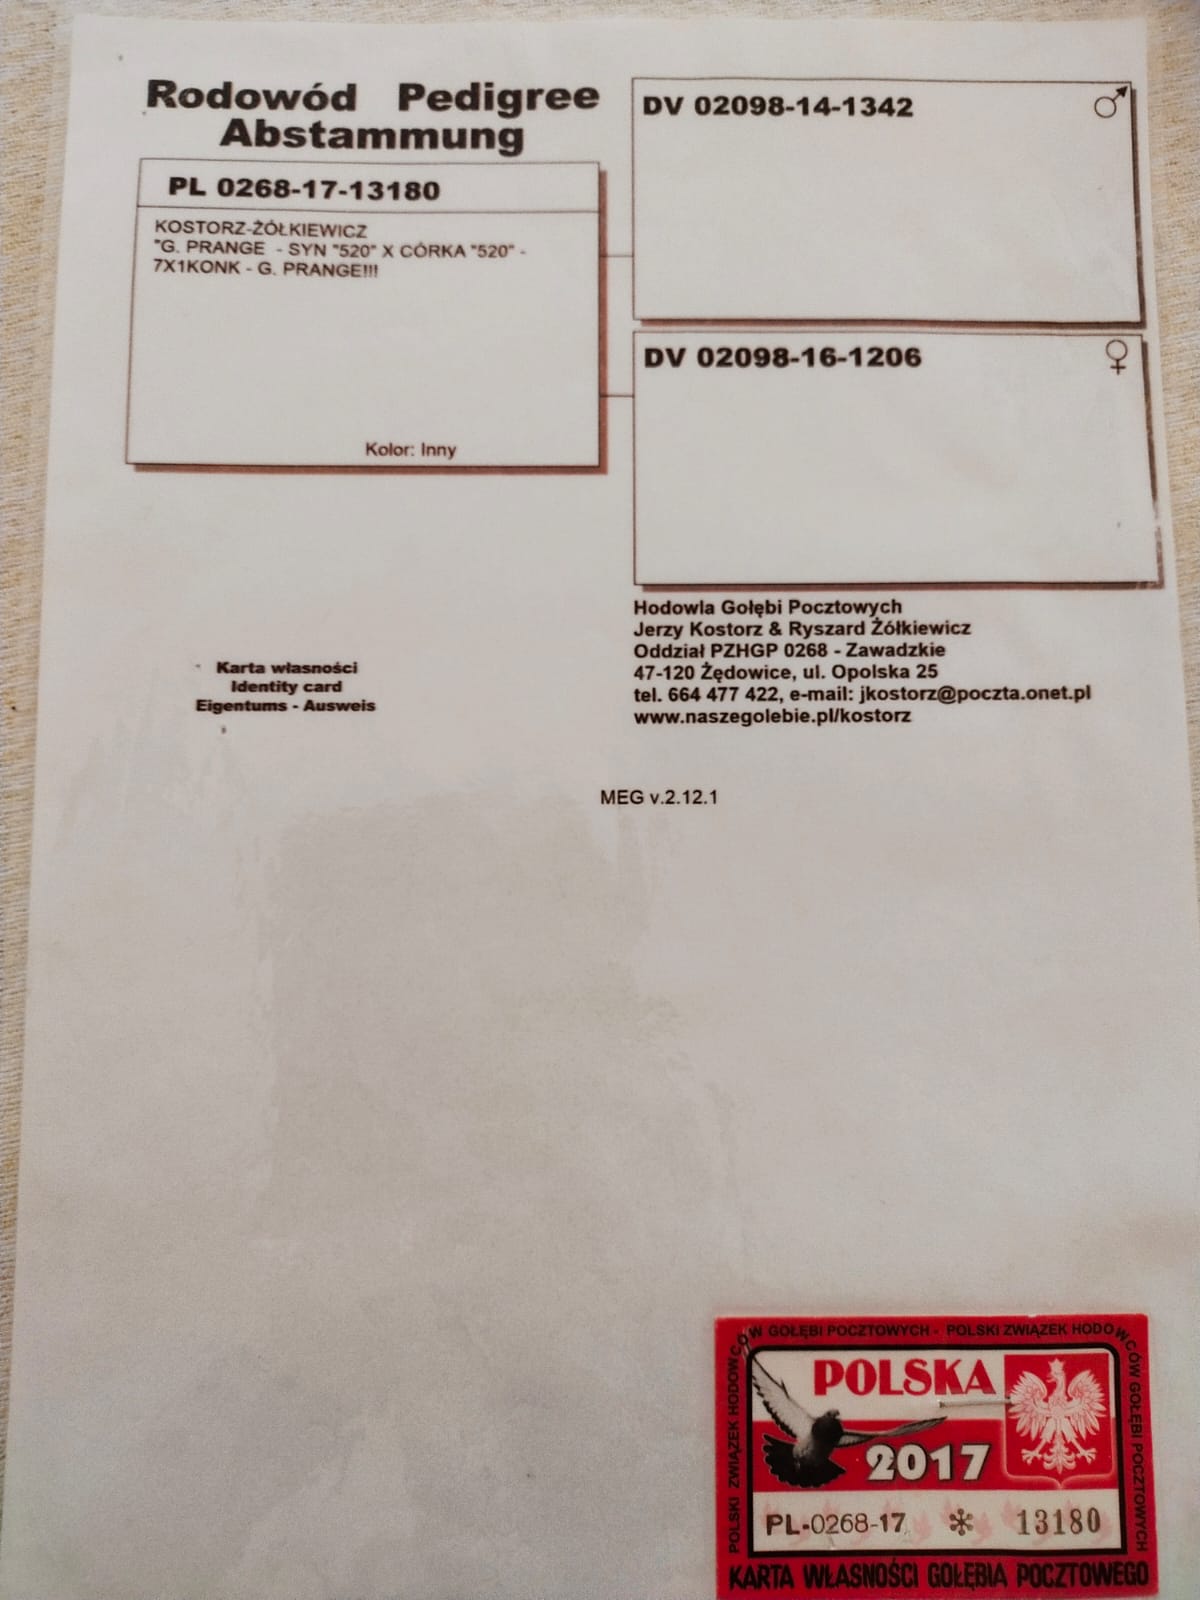 Rodowód Pedigree
Abstammung
PL 0268-17-13180
KOSTORZ-ŻÓŁKIEWICZ
"G. PRANGE - SYN "520" X CÓRKA "520" -
7X1KONK - G. PRANGE!!!
Kolor: Inny
DV 02098-14-1342
DV 02098-16-1206
Hodowla Gołębi Pocztowych
Jerzy Kostorz & Ryszard Żółkiewicz
Oddział PZHGP 0268 - Zawadzkie
47-120 Żędowice, ul. Opolska 25
tel. 664 477 422, e-mail: jkostorz@poczta.onet.pl
www.naszegolebie.pl/kostorz
Karta własności
Identity card
Eigentums - Ausweis
MEG v.2.12.1
POLSKI ZWIĄZEK HODOWCÓW GOŁĘBI POCZTOWYCH - POLSKI ZWIĄZEK HODOWCÓW GOŁĘBI POCZTOWYCH
POLSKA
2017
PL-0268-17 * 13180
KARTA WŁASNOŚCI GOŁĘBIA POCZTOWEGO